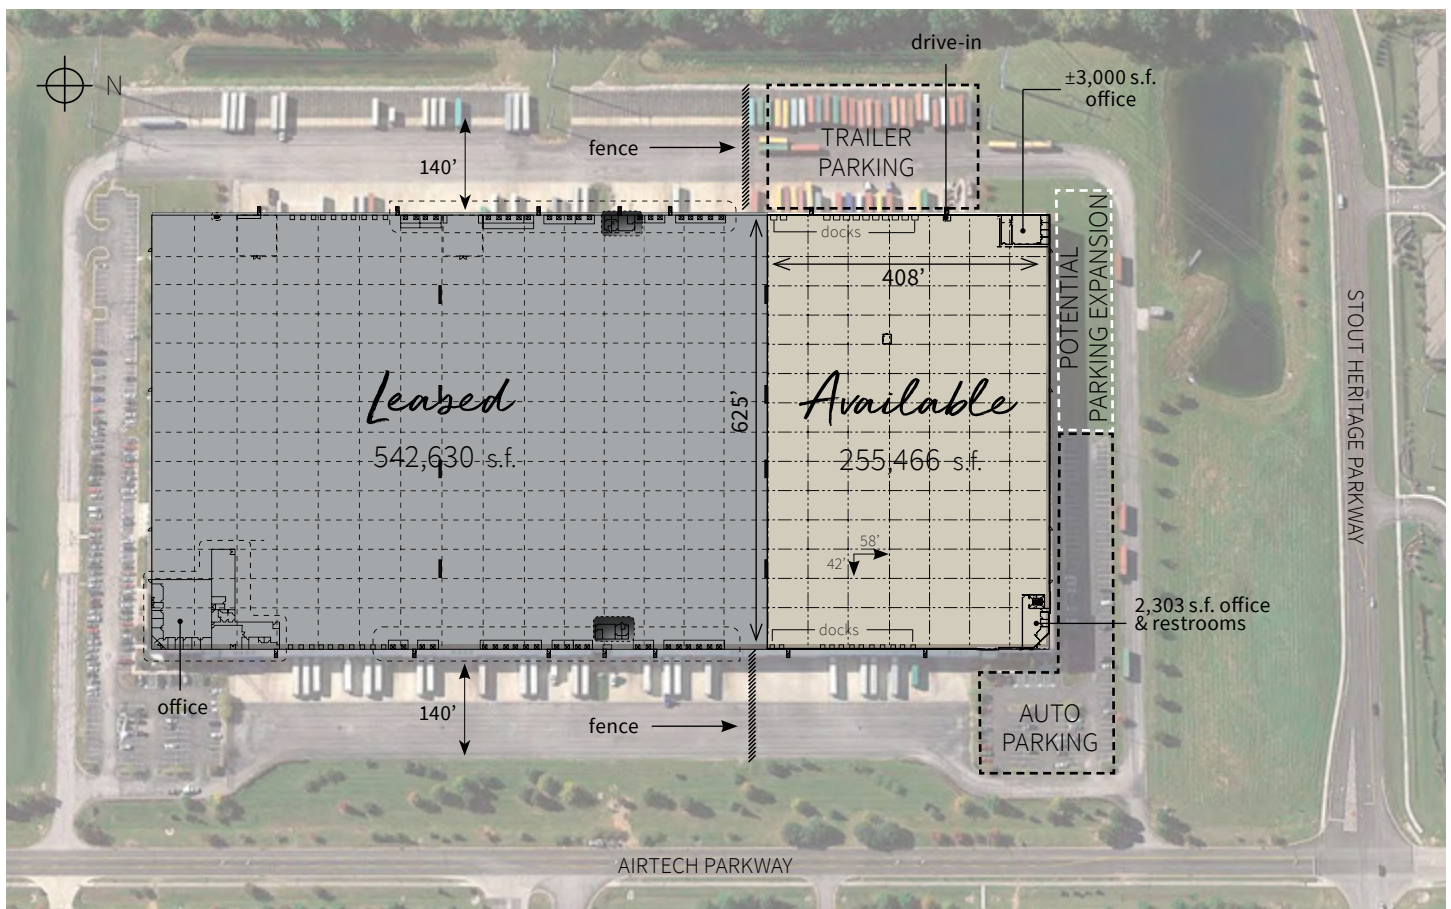 drive-in
±3,000 s.f.
office
N
fence
TRAILER
PARKING
140’
docks
408’
POTENTIAL
PARKING EXPANSION
STOUT HERITAGE PARKWAY
Leased
542,630 s.f.
625’
Available
255,466 s.f.
58’
42’
2,303 s.f. office
& restrooms
docks
office
140’
fence
AUTO
PARKING
AIRTECH PARKWAY